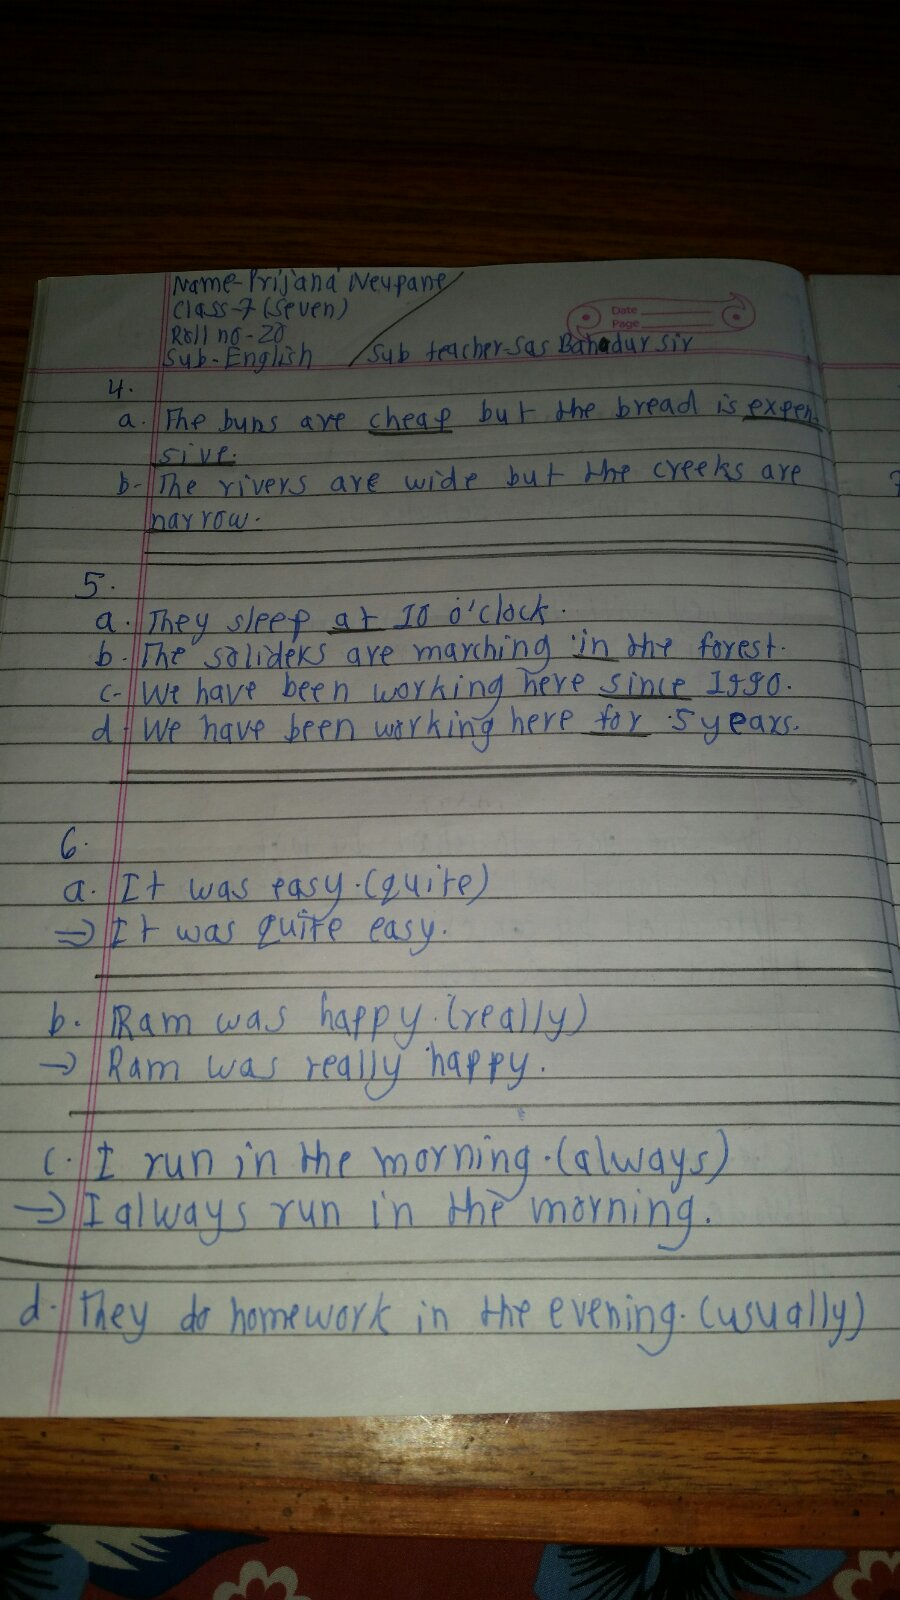 Name-Prijana Neupane
Class-7 (Seven)
Roll no-20
Sub-English
Sub teacher-Sas Bahadur sir
Date
Page
4.
a. The buns are cheap but the bread is expen
sive.
b- The rivers are wide but the creeks are
narrow.
5.
a. They sleep at 10 o'clock.
b. The soliders are marching in the forest.
c- We have been working here since 1990.
d We have been working here for 5 years.
6.
a. It was easy. (quite)
⇒ It was quite easy.
b. Ram was happy. (really)
→ Ram was really happy.
c. I run in the morning. (always)
→ I always run in the morning.
d. They do homework in the evening. (usually)